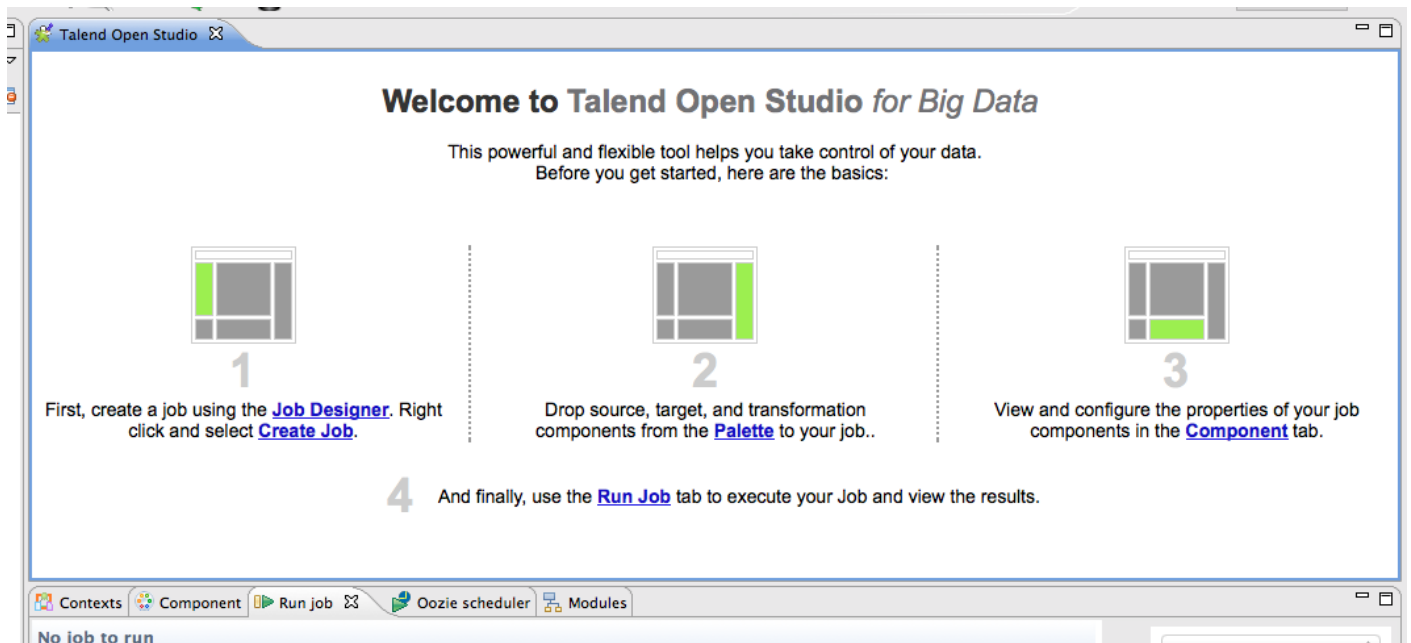 Talend Open Studio
Welcome to Talend Open Studio for Big Data
This powerful and flexible tool helps you take control of your data.
Before you get started, here are the basics:
1
First, create a job using the Job Designer. Right
click and select Create Job.
2
Drop source, target, and transformation
components from the Palette to your job..
3
View and configure the properties of your job
components in the Component tab.
4 And finally, use the Run Job tab to execute your Job and view the results.
Contexts Component Run job Oozie scheduler Modules
No job to run